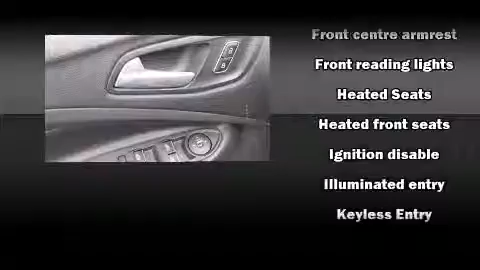 Front centre armrest
Front reading lights
Heated Seats
Heated front seats
Ignition disable
Illuminated entry
Keyless Entry